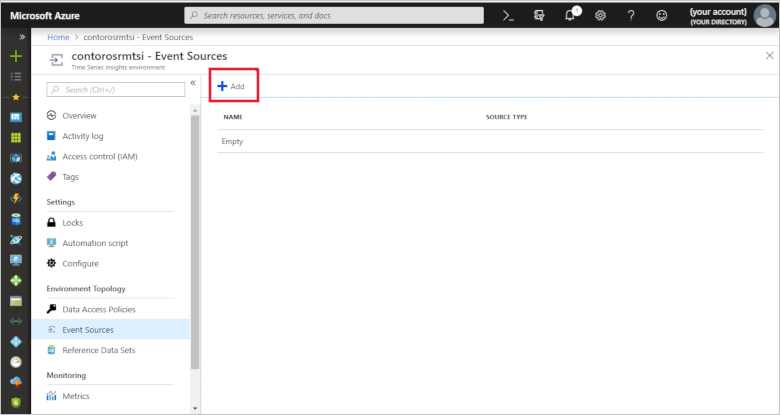 Microsoft Azure
Search resources, services, and docs
1
{your account}
{YOUR DIRECTORY}
Home > contorosrmtsi - Event Sources
contorosrmtsi - Event Sources
Time Series Insights environment
Search (Ctrl+/)
Overview
Activity log
Access control (IAM)
Tags
Settings
Locks
Automation script
Configure
Environment Topology
Data Access Policies
Event Sources
Reference Data Sets
Monitoring
Metrics
Add
NAME SOURCE TYPE
Empty